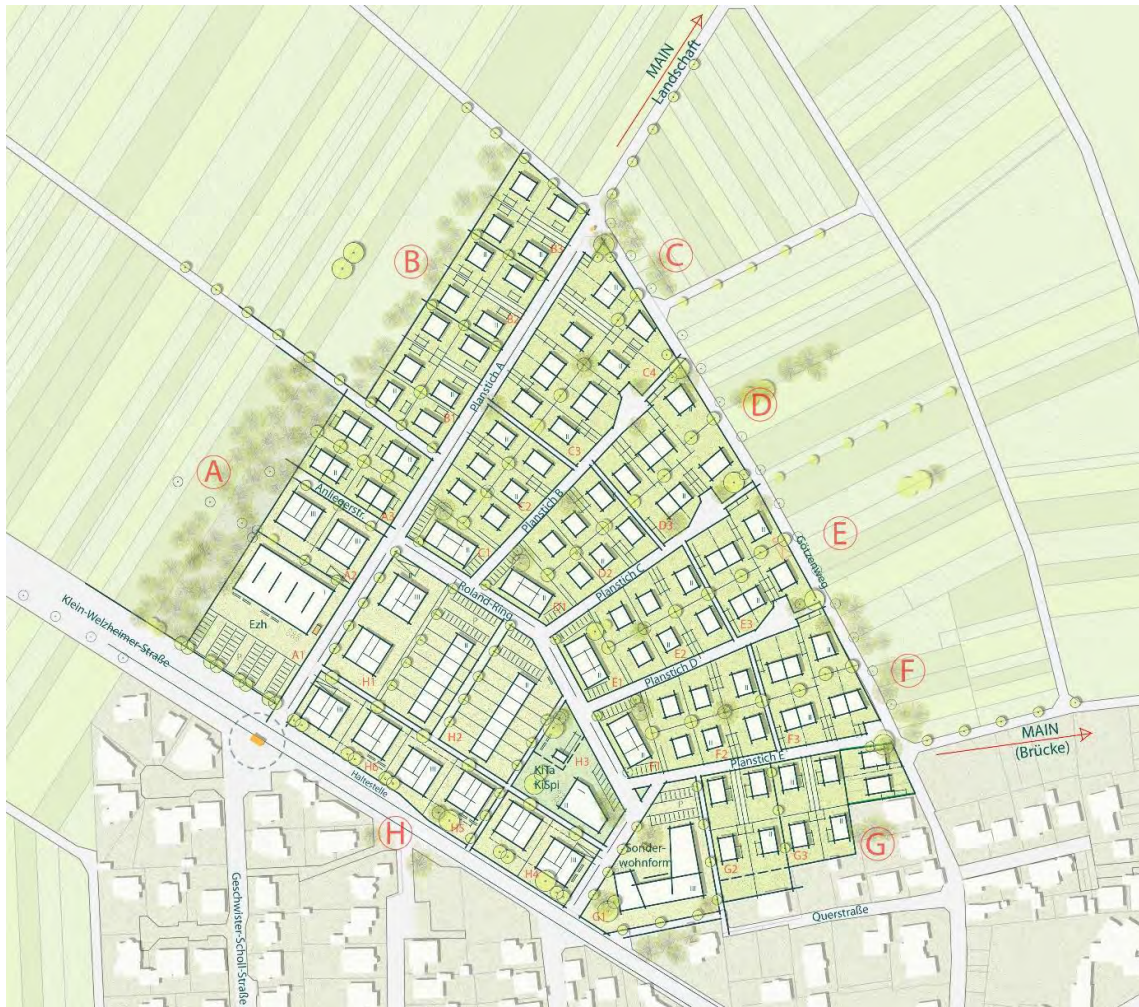 MAIN
Landschaft
B
B3
C
B2
C4
Planstich A
D
B1
C3
A
Anliegerstr.
C2
Planstich B
A3
D3
E
Götzenweg
C1
A2
D2
Planstich C
Roland-Ring
D1
Klein-Welzheimer-Straße
Ezh
P
E3
E2
A1
Planstich D
F
H1
E1
H2
F3
MAIN
(Brücke)
F2
H3
F1
Planstich E
KiTa
KiSpi
H6
Haltestelle
P
H5
H
Sonder-
wohnform
G
G3
G2
H4
G1
Querstraße
Geschwister-Scholl-Straße